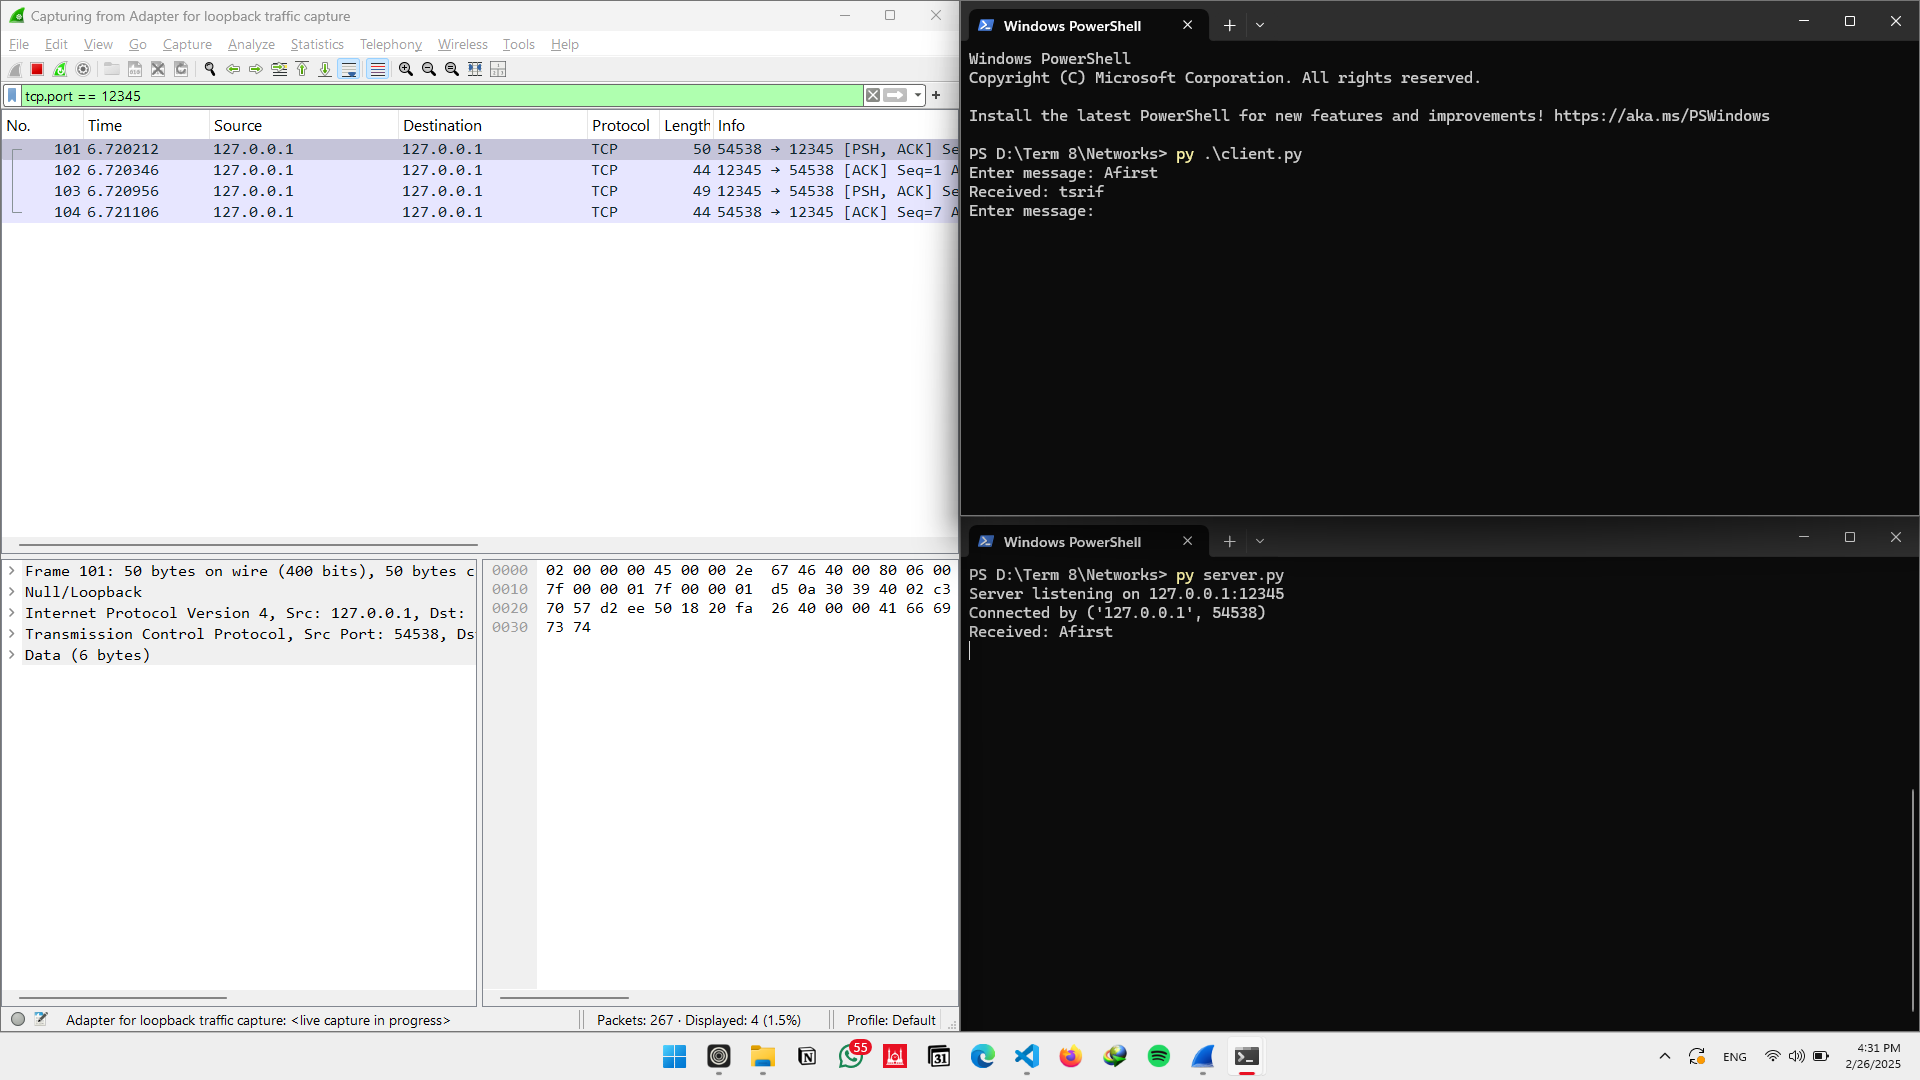 Capturing from Adapter for loopback traffic capture
File Edit View Go Capture Analyze Statistics Telephony Wireless Tools Help
tcp.port == 12345
No. Time Source Destination Protocol Length Info
101 6.720212 127.0.0.1 127.0.0.1 TCP 50 54538 → 12345 [PSH, ACK] Se
102 6.720346 127.0.0.1 127.0.0.1 TCP 44 12345 → 54538 [ACK] Seq=1 A
103 6.720956 127.0.0.1 127.0.0.1 TCP 49 12345 → 54538 [PSH, ACK] Se
104 6.721106 127.0.0.1 127.0.0.1 TCP 44 54538 → 12345 [ACK] Seq=7 A
Frame 101: 50 bytes on wire (400 bits), 50 bytes c
Null/Loopback
Internet Protocol Version 4, Src: 127.0.0.1, Dst:
Transmission Control Protocol, Src Port: 54538, Ds
Data (6 bytes)
0000 02 00 00 00 45 00 00 2e 67 46 40 00 80 06 00
0010 7f 00 00 01 7f 00 00 01 d5 0a 30 39 40 02 c3
0020 70 57 d2 ee 50 18 20 fa 26 40 00 00 41 66 69
0030 73 74
Adapter for loopback traffic capture: <live capture in progress>
Packets: 267 · Displayed: 4 (1.5%)
Profile: Default
Windows PowerShell
Windows PowerShell
Copyright (C) Microsoft Corporation. All rights reserved.
Install the latest PowerShell for new features and improvements! https://aka.ms/PSWindows
PS D:\Term 8\Networks> py .\client.py
Enter message: Afirst
Received: tsrif
Enter message:
Windows PowerShell
PS D:\Term 8\Networks> py server.py
Server listening on 127.0.0.1:12345
Connected by ('127.0.0.1', 54538)
Received: Afirst
55
31
ENG
4:31 PM
2/26/2025